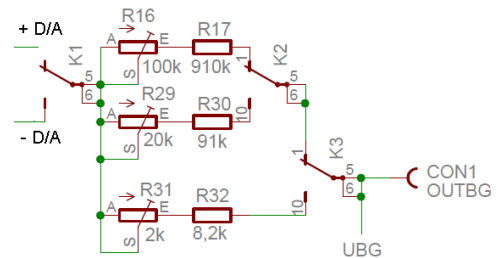 + D/A
K1
5
6
- D/A
R16
A
E
S
100k
R17
910k
1
K2
5
6
R29
A
E
S
20k
R30
91k
10
1
K3
5
6
CON1
OUTBG
R31
A
E
S
2k
R32
8,2k
10
UBG